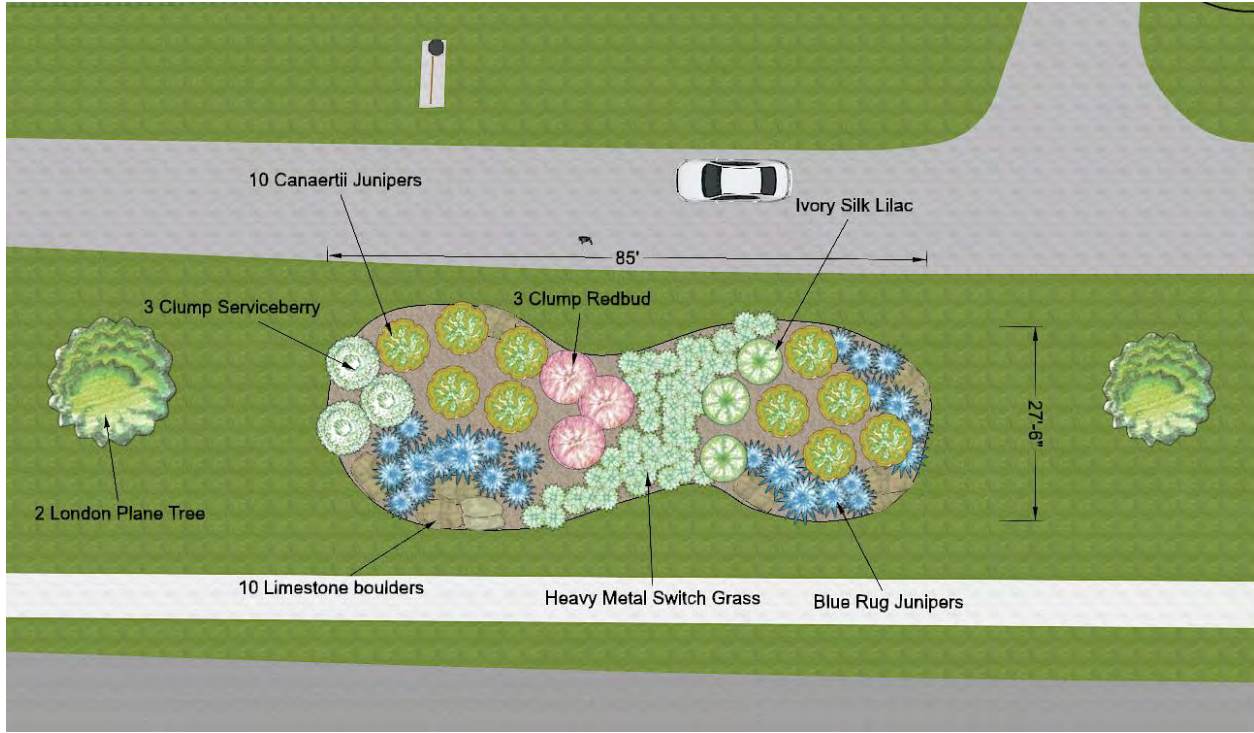 10 Canaertii Junipers
Ivory Silk Lilac
85'
3 Clump Serviceberry
3 Clump Redbud
27'-6"
2 London Plane Tree
10 Limestone boulders
Heavy Metal Switch Grass
Blue Rug Junipers